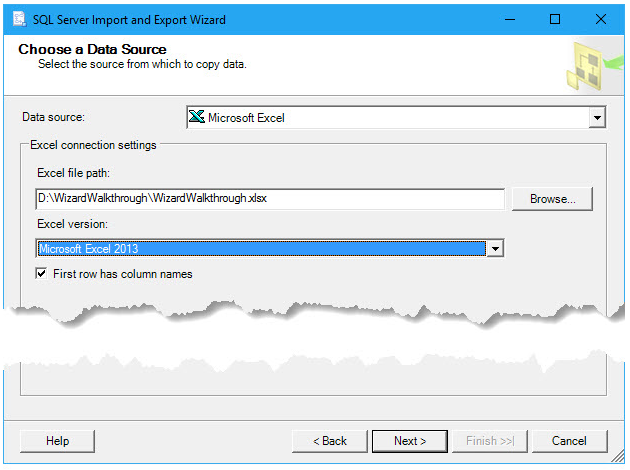 SQL Server Import and Export Wizard
Choose a Data Source
Select the source from which to copy data.
Data source:
Microsoft Excel
Excel connection settings
Excel file path:
D:\WizardWalkthrough\WizardWalkthrough.xlsx
Browse...
Excel version:
Microsoft Excel 2013
First row has column names
Help
< Back
Next >
Finish >>|
Cancel